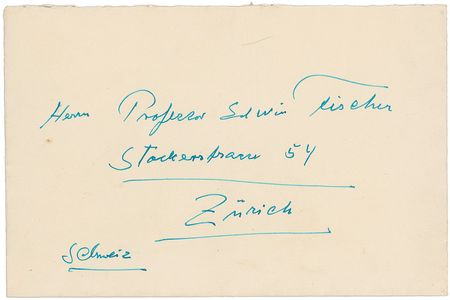 Herrn Professor Edwin Fischer
Stockerstrasse 54
Zürich
Schweiz